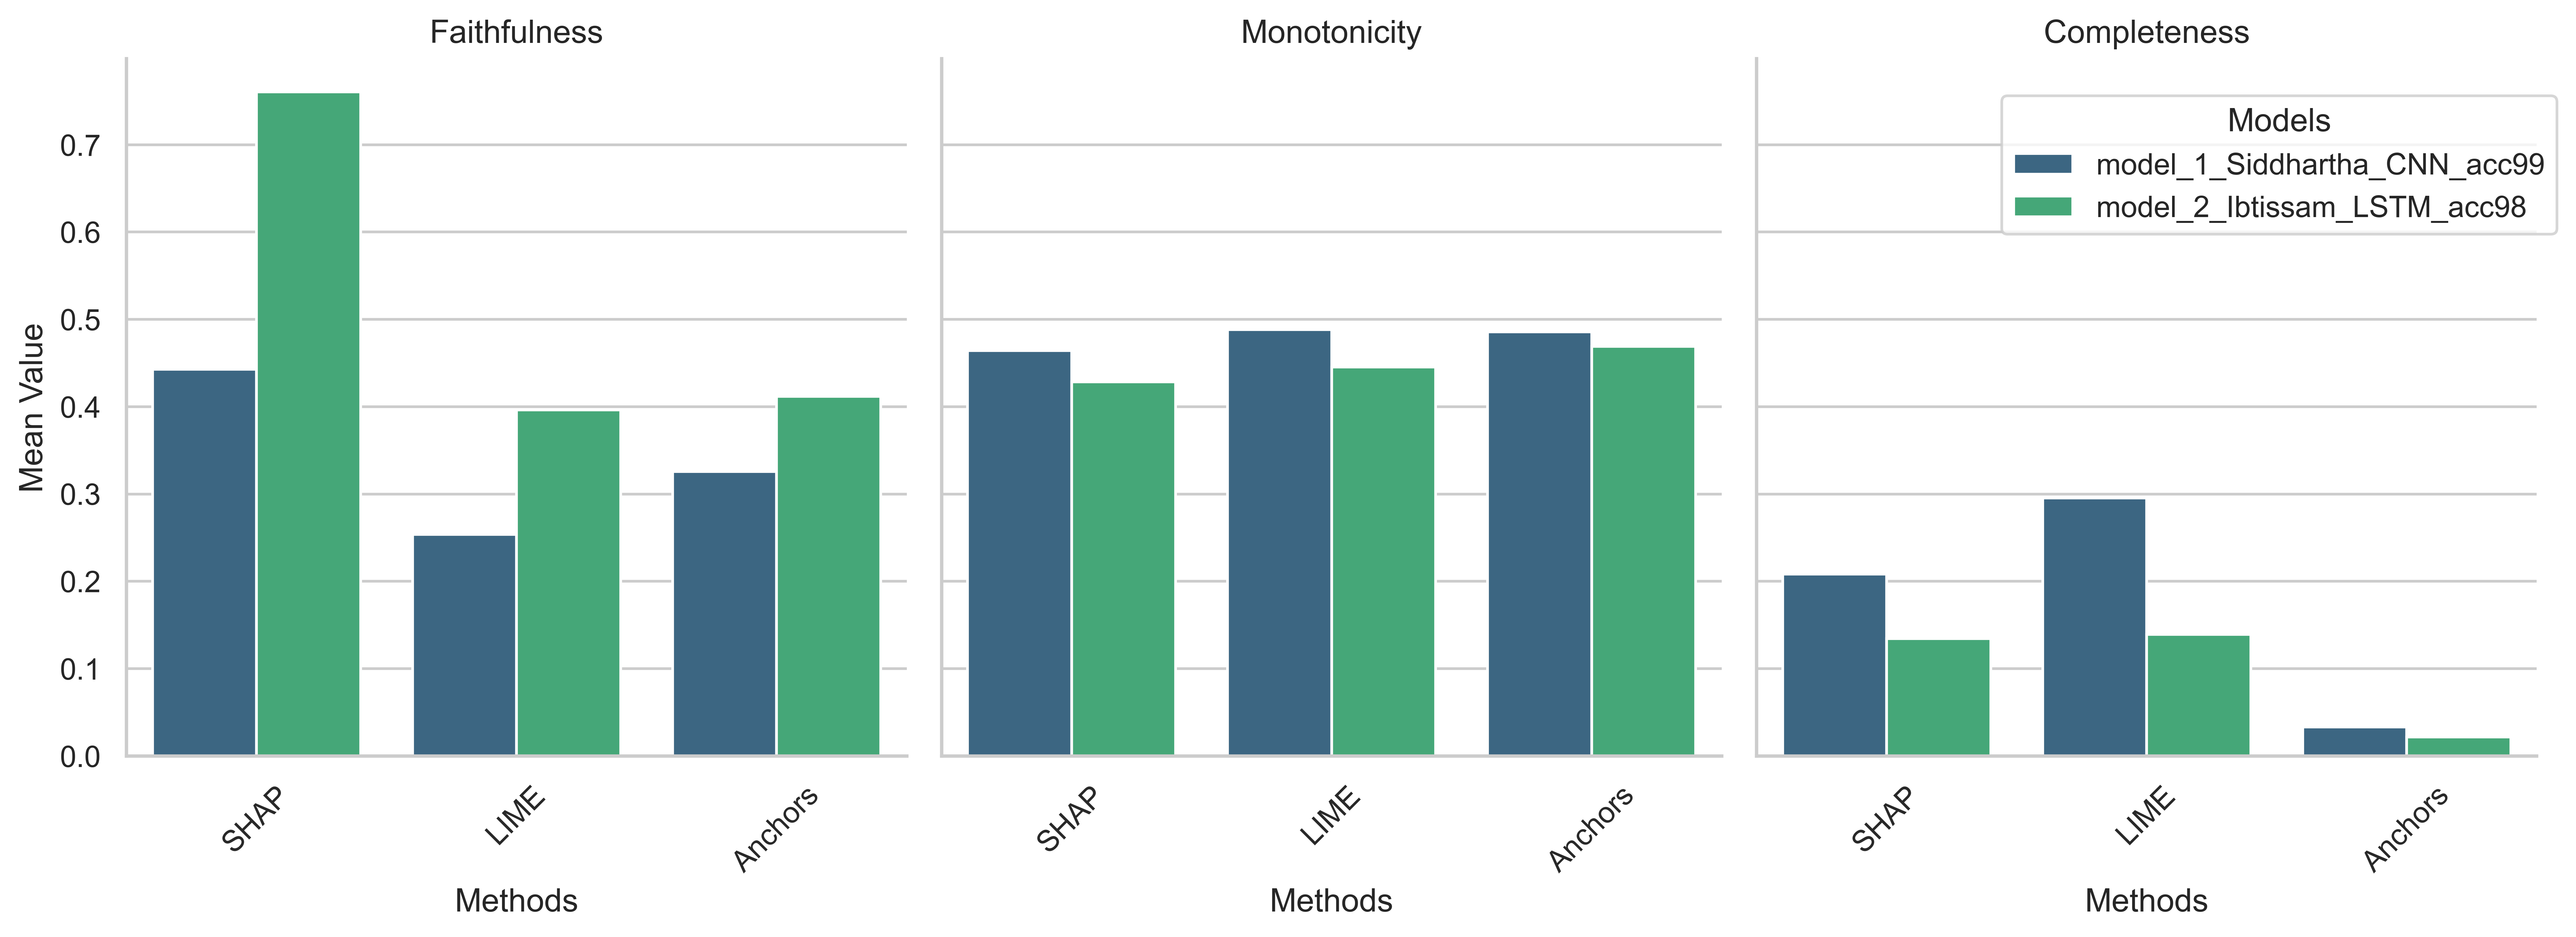 Faithfulness
Monotonicity
Completeness
Mean Value
0.7
0.6
0.5
0.4
0.3
0.2
0.1
0.0
Models
model_1_Siddhartha_CNN_acc99
model_2_Ibtissam_LSTM_acc98
SHAP
LIME
Anchors
SHAP
LIME
Anchors
SHAP
LIME
Anchors
Methods
Methods
Methods